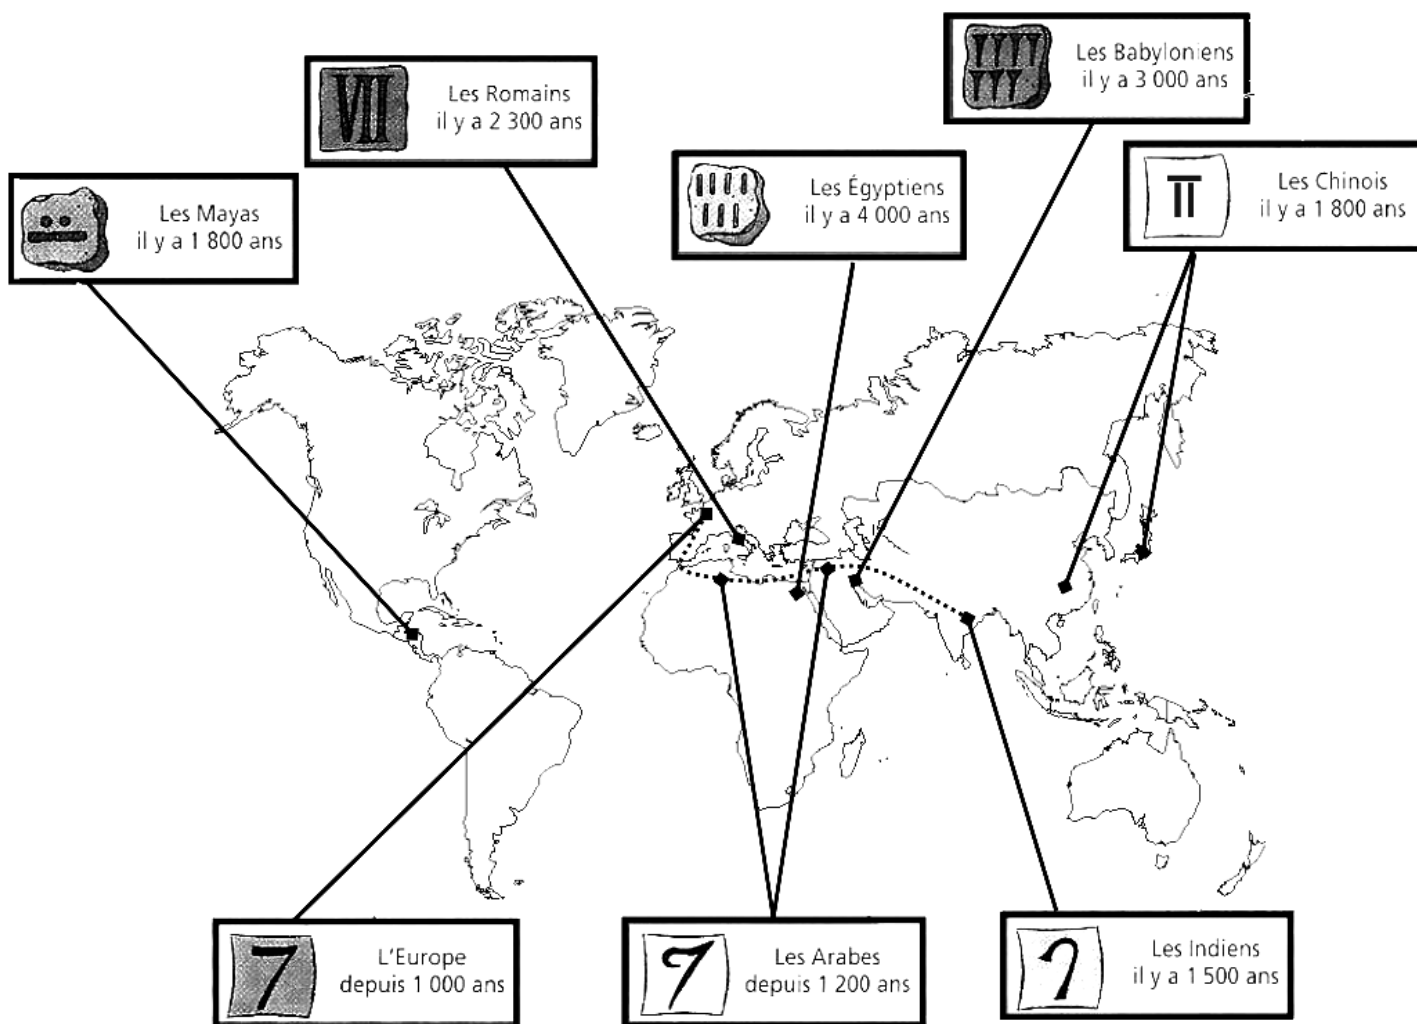 Les Babyloniens
il y a 3 000 ans
VII
Les Romains
il y a 2 300 ans
Les Égyptiens
il y a 4 000 ans
Les Chinois
il y a 1 800 ans
Les Mayas
il y a 1 800 ans
7
L'Europe
depuis 1 000 ans
7
Les Arabes
depuis 1 200 ans
Les Indiens
il y a 1 500 ans